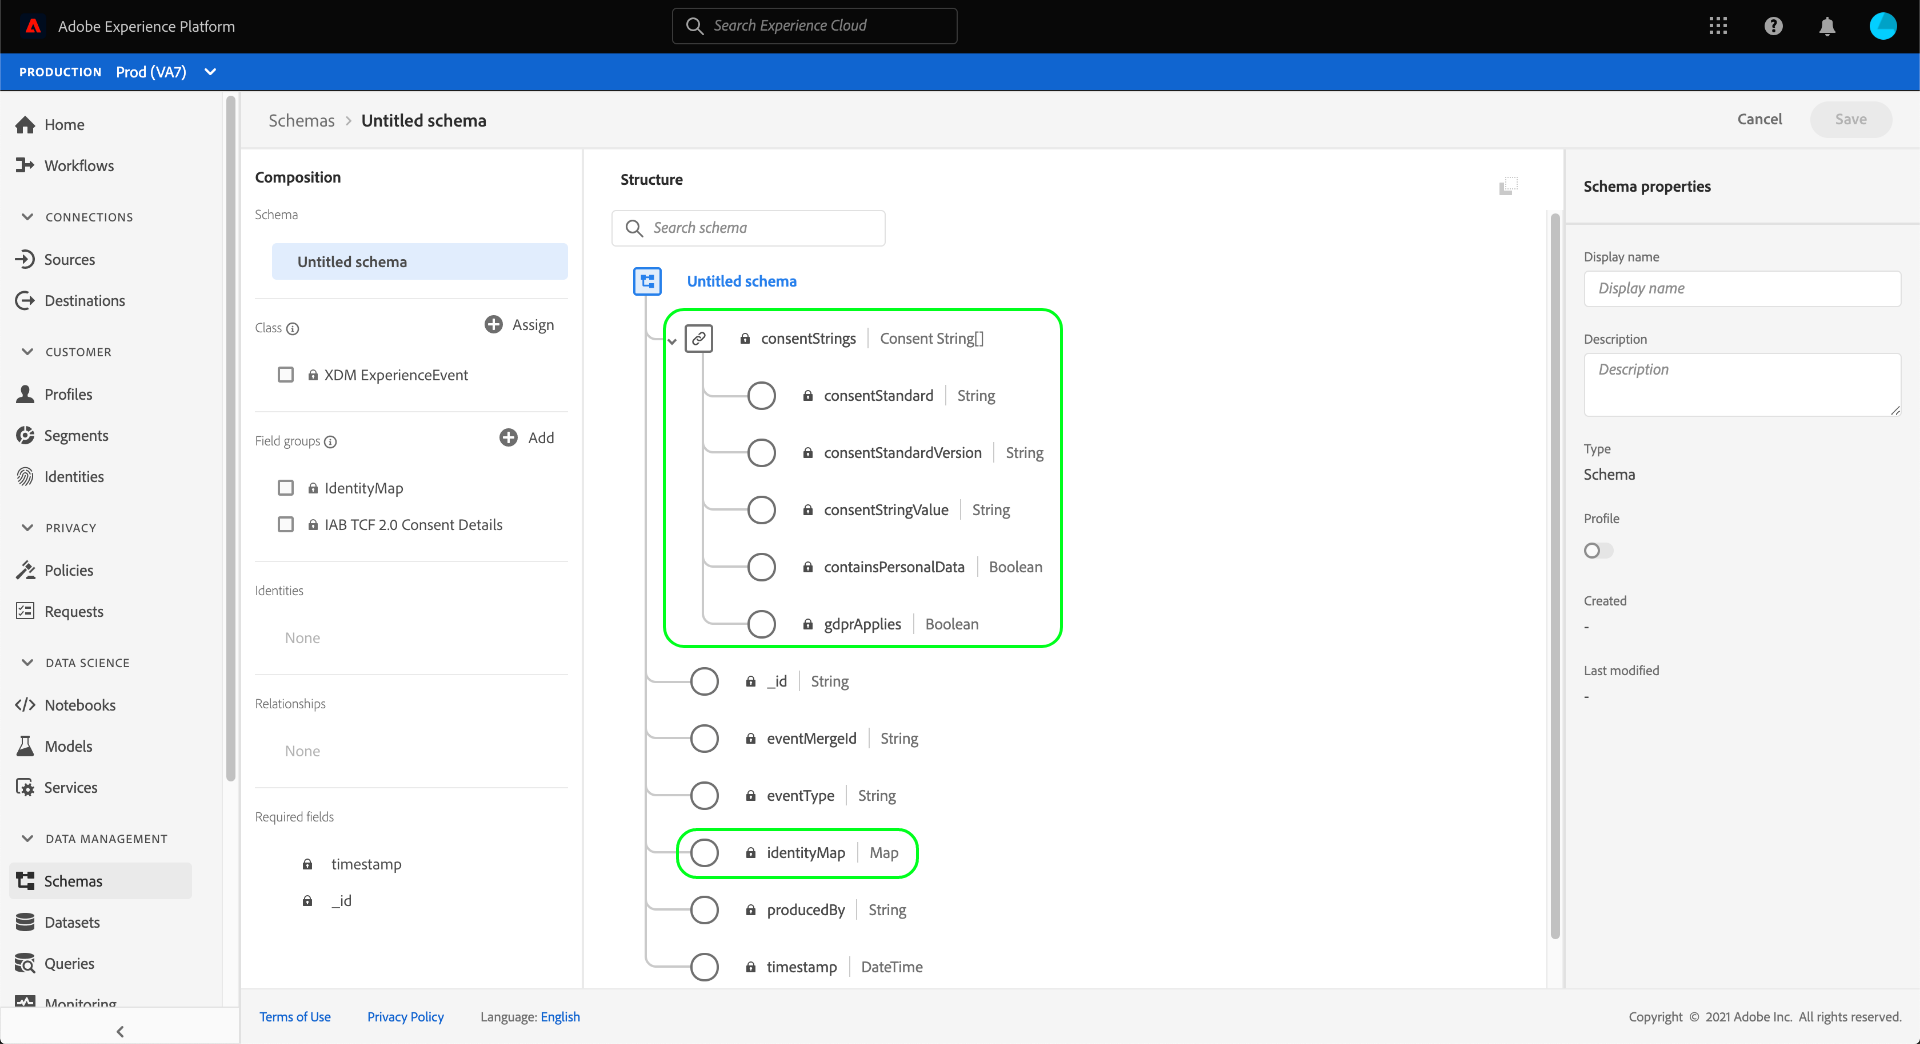 Adobe Experience Platform
Search Experience Cloud
PRODUCTION Prod (VA7)
Home
Workflows
CONNECTIONS
Sources
Destinations
CUSTOMER
Profiles
Segments
Identities
PRIVACY
Policies
Requests
DATA SCIENCE
Notebooks
Models
Services
DATA MANAGEMENT
Schemas
Datasets
Queries
Monitoring
Schemas > Untitled schema
Cancel
Save
Composition
Schema
Untitled schema
Class
Assign
XDM ExperienceEvent
Field groups
Add
IdentityMap
IAB TCF 2.0 Consent Details
Identities
None
Relationships
None
Required fields
timestamp
_id
Structure
Search schema
Untitled schema
consentStrings | Consent String[]
consentStandard | String
consentStandardVersion | String
consentStringValue | String
containsPersonalData | Boolean
gdprApplies | Boolean
_id | String
eventMergeId | String
eventType | String
identityMap | Map
producedBy | String
timestamp | DateTime
Schema properties
Display name
Display name
Description
Description
Type
Schema
Profile
Created
-
Last modified
-
Terms of Use
Privacy Policy
Language: English
Copyright © 2021 Adobe Inc. All rights reserved.